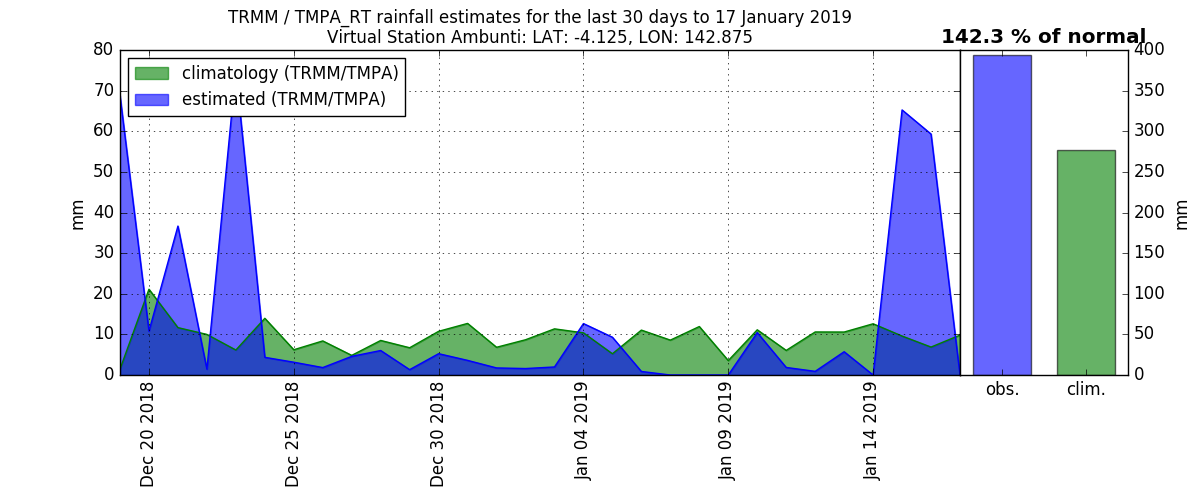 TRMM / TMPA_RT rainfall estimates for the last 30 days to 17 January 2019
Virtual Station Ambunti: LAT: -4.125, LON: 142.875
142.3 % of normal
climatology (TRMM/TMPA)
estimated (TRMM/TMPA)
mm
80
70
60
50
40
30
20
10
0
Dec 20 2018
Dec 25 2018
Dec 30 2018
Jan 04 2019
Jan 09 2019
Jan 14 2019
obs.
clim.
400
350
300
250
200
150
100
50
0
mm